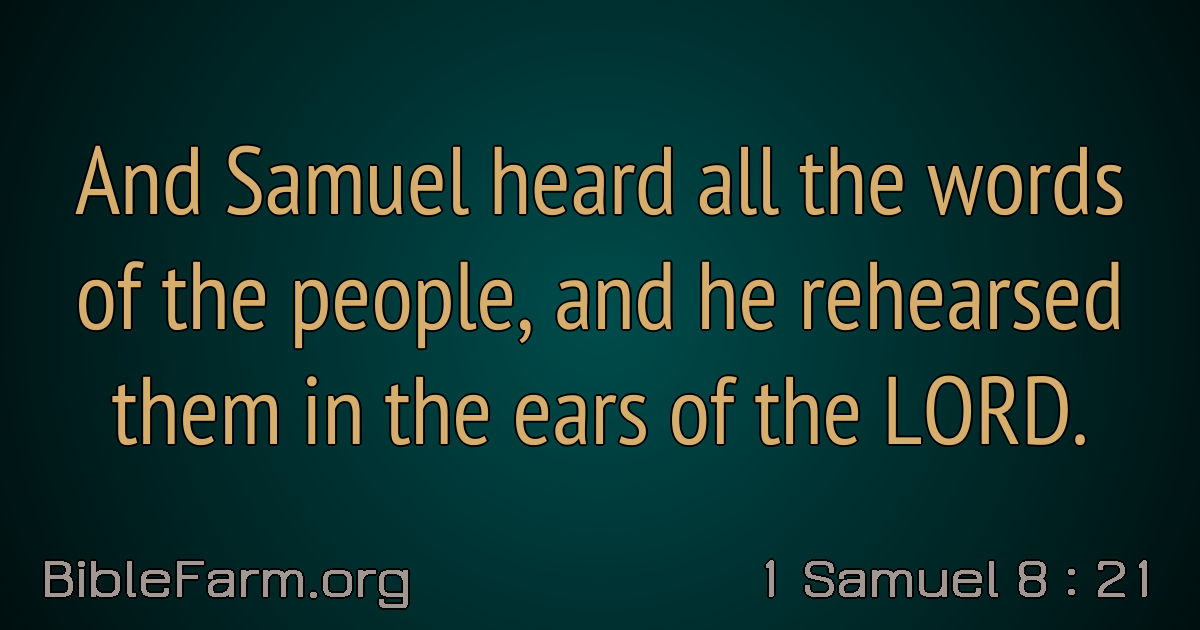 And Samuel heard all the words
of the people, and he rehearsed
them in the ears of the LORD.
BibleFarm.org
1 Samuel 8 : 21